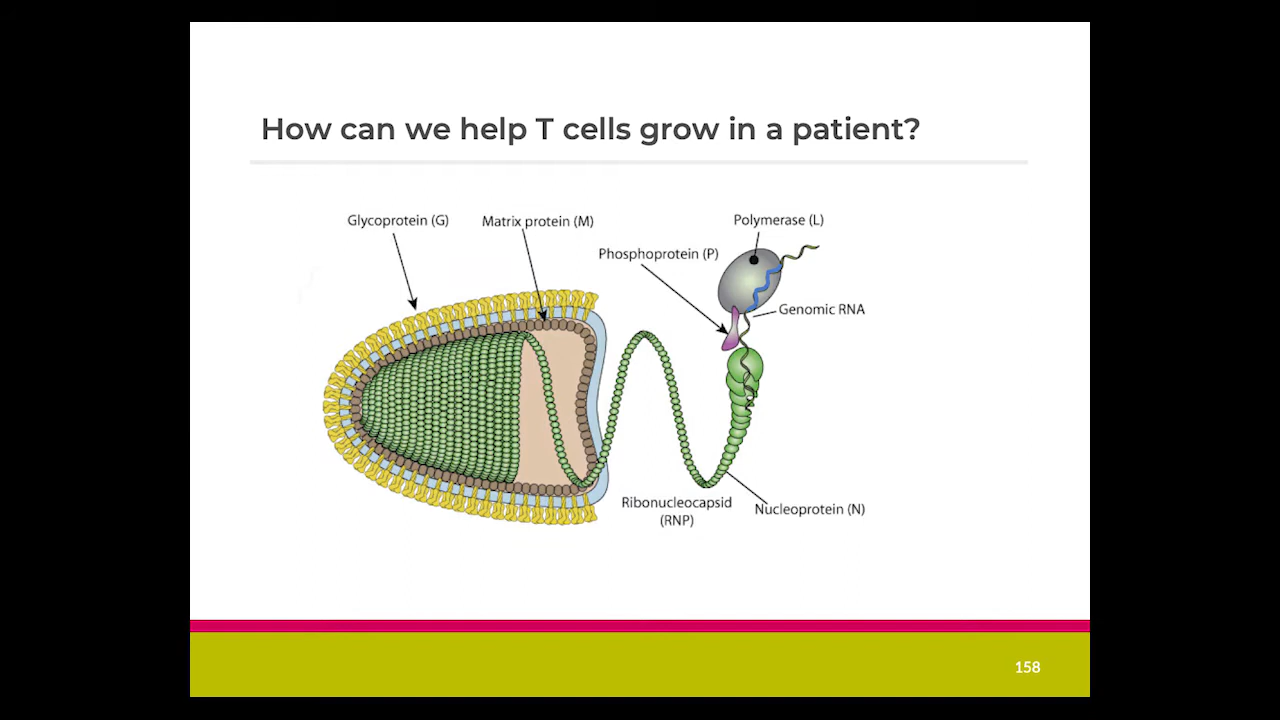 How can we help T cells grow in a patient?
Glycoprotein (G)
Matrix protein (M)
Polymerase (L)
Phosphoprotein (P)
Genomic RNA
Ribonucleocapsid
(RNP)
Nucleoprotein (N)
158